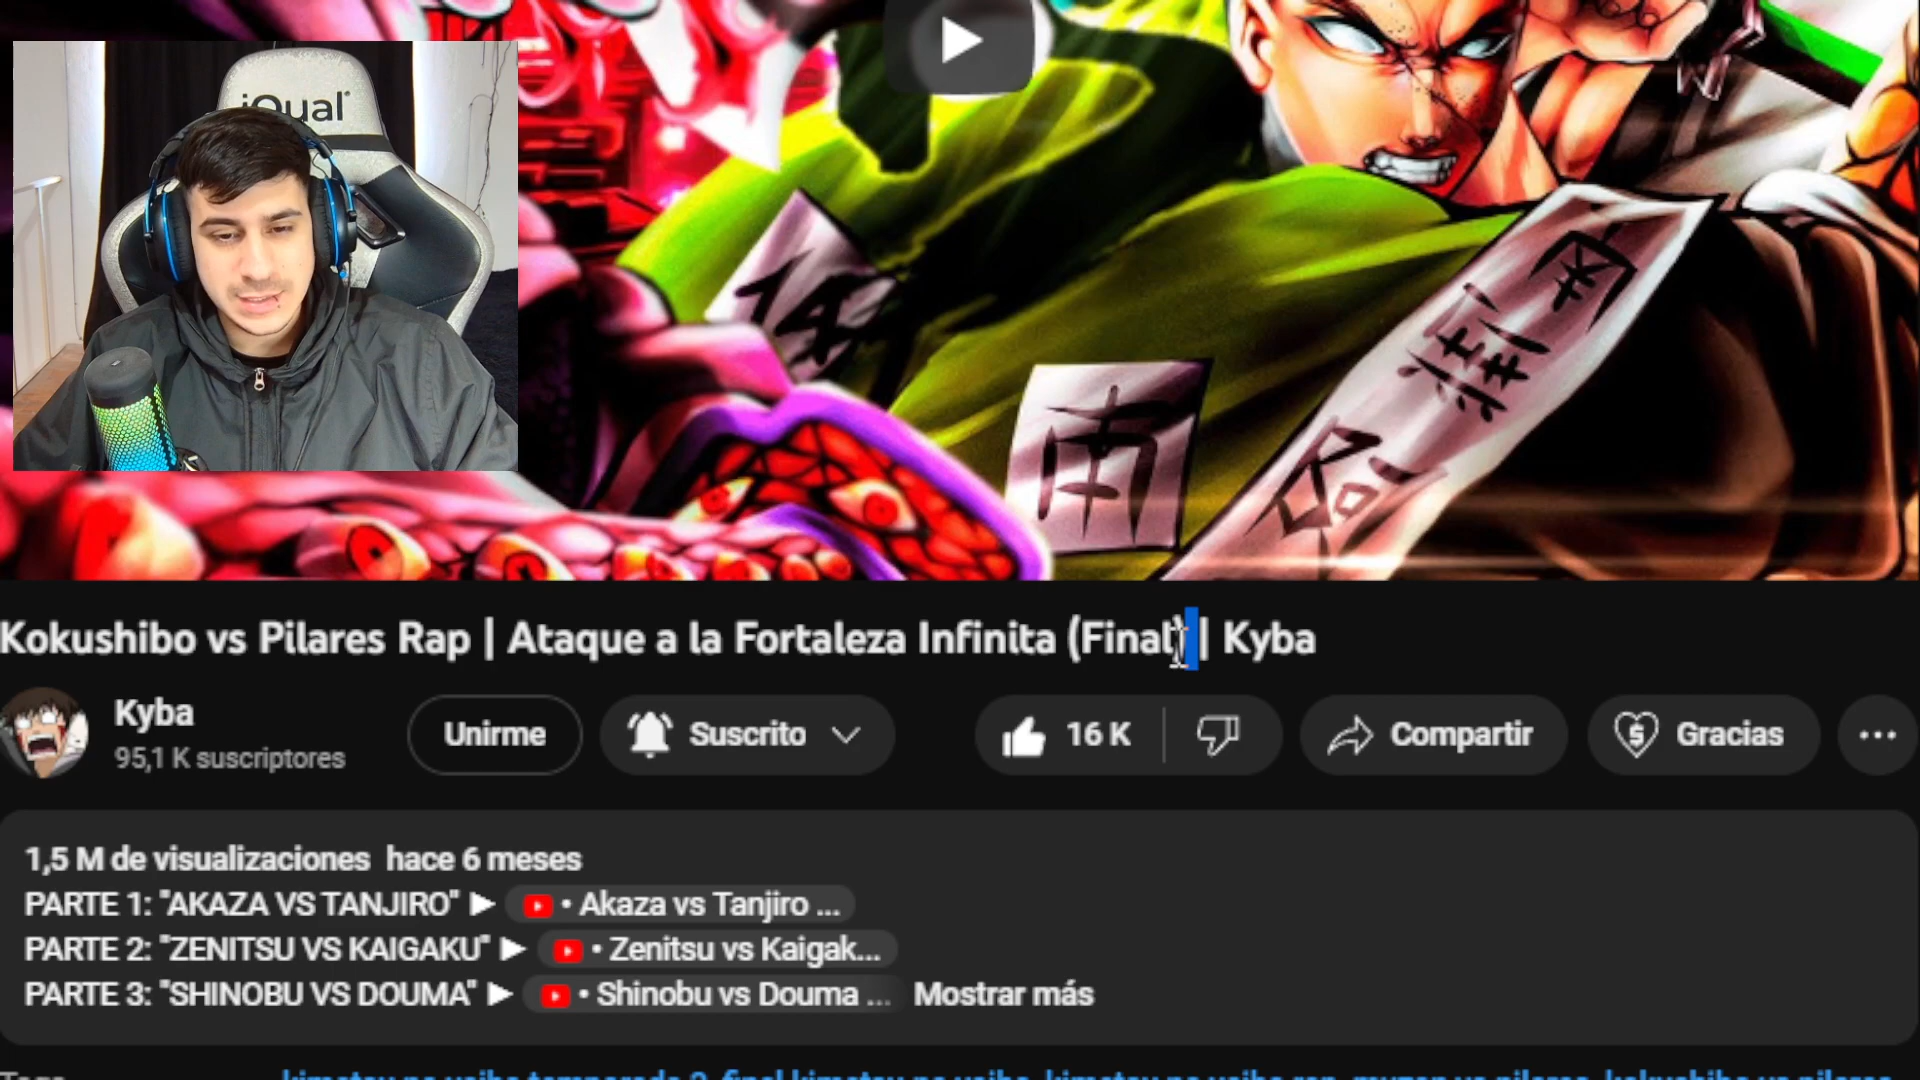 iQual
南
Kokushibo vs Pilares Rap | Ataque a la Fortaleza Infinita (Final) | Kyba
Kyba
95,1 K suscriptores
Unirme
Suscrito
16 K
Compartir
Gracias
1,5 M de visualizaciones hace 6 meses
PARTE 1: "AKAZA VS TANJIRO" ▶ • Akaza vs Tanjiro ...
PARTE 2: "ZENITSU VS KAIGAKU" ▶ • Zenitsu vs Kaigak...
PARTE 3: "SHINOBU VS DOUMA" ▶ • Shinobu vs Douma ... Mostrar más